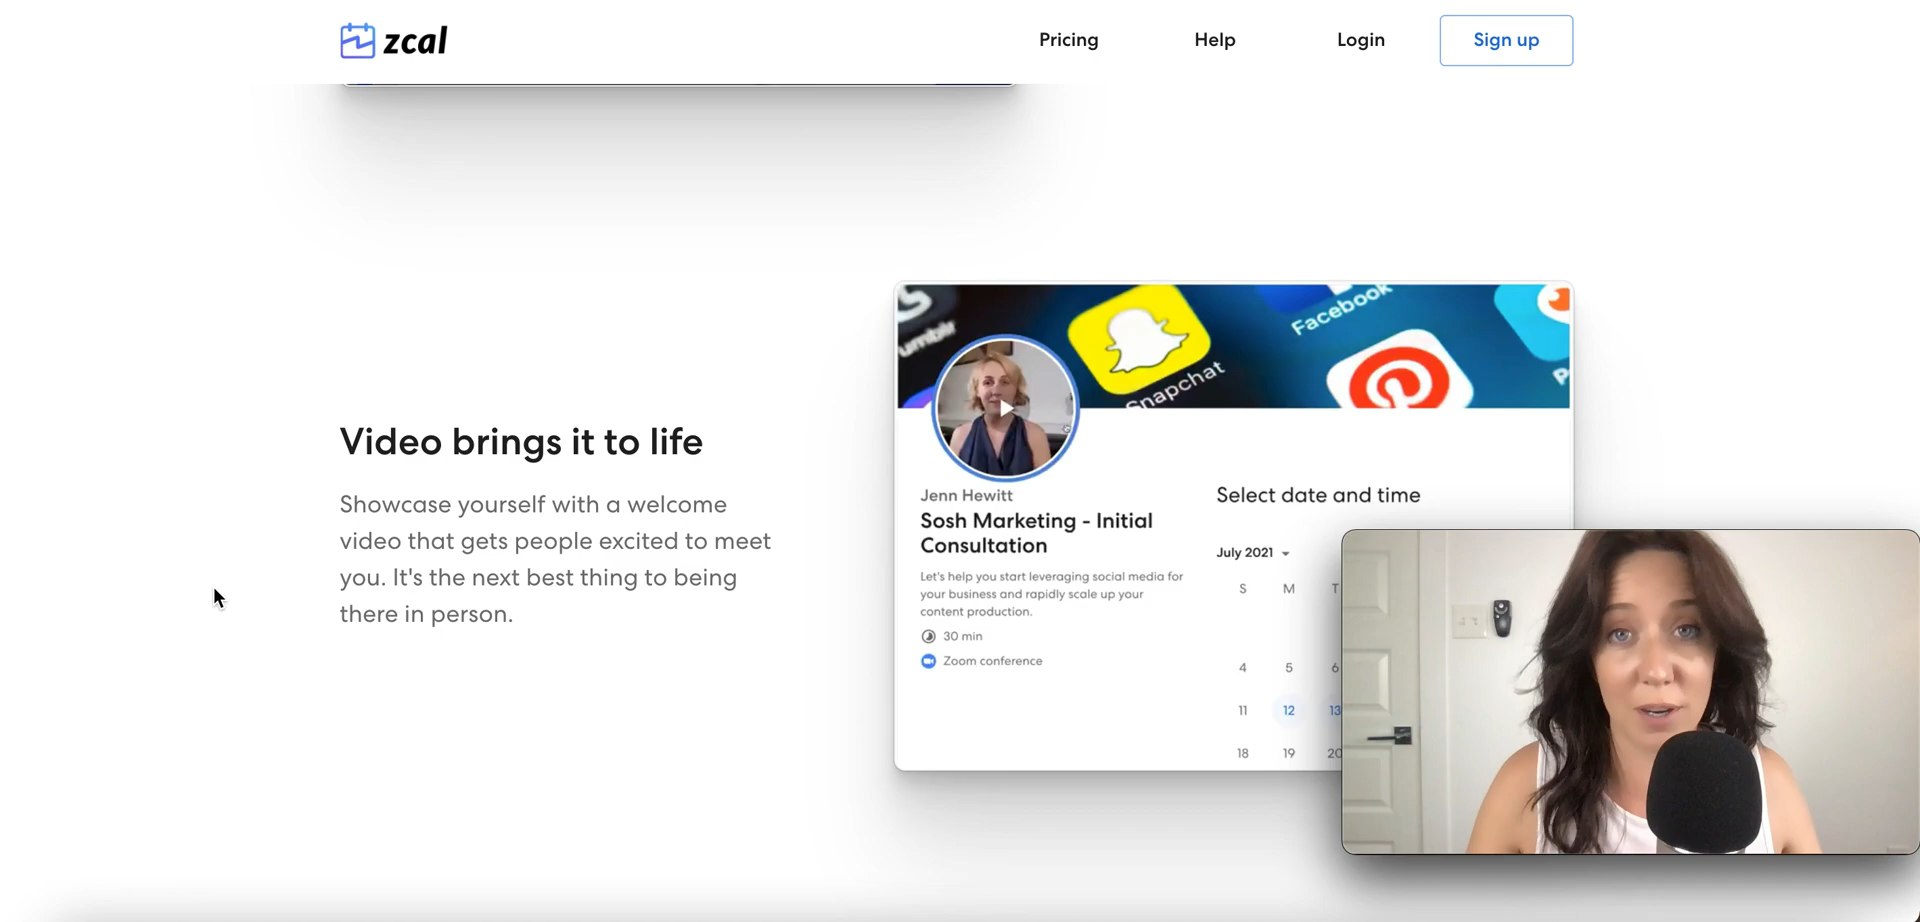 zcal
Pricing
Help
Login
Sign up
Video brings it to life
Showcase yourself with a welcome
video that gets people excited to meet
you. It's the next best thing to being
there in person.
Snapchat
Facebook
Jenn Hewitt
Sosh Marketing - Initial
Consultation
Let's help you start leveraging social media for
your business and rapidly scale up your
content production.
30 min
Zoom conference
Select date and time
July 2021
S M T
4 5 6
11 12 13
18 19 20